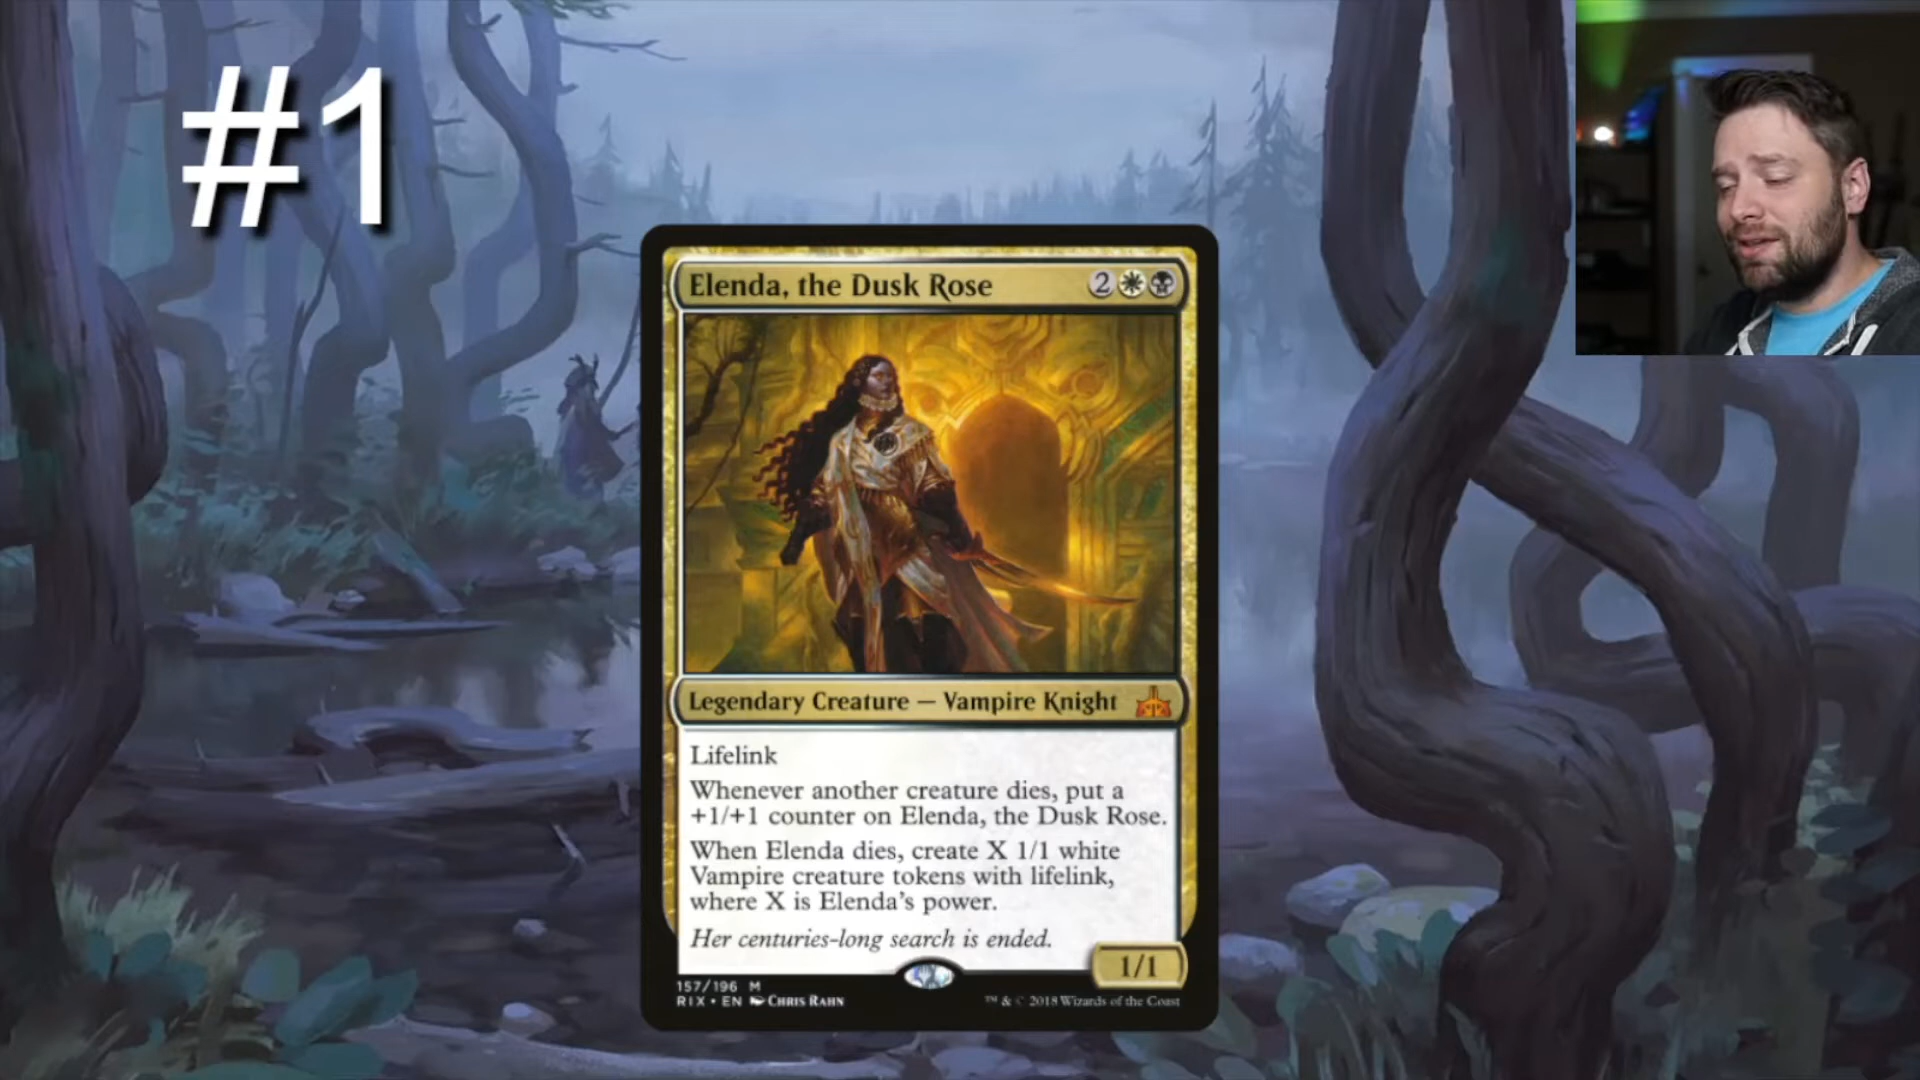 #1
Elenda, the Dusk Rose 2
Legendary Creature — Vampire Knight
Lifelink
Whenever another creature dies, put a
+1/+1 counter on Elenda, the Dusk Rose.
When Elenda dies, create X 1/1 white
Vampire creature tokens with lifelink,
where X is Elenda's power.
Her centuries-long search is ended.
1/1
157/196 M
RIX • EN Chris Rahn
™ & © 2018 Wizards of the Coast